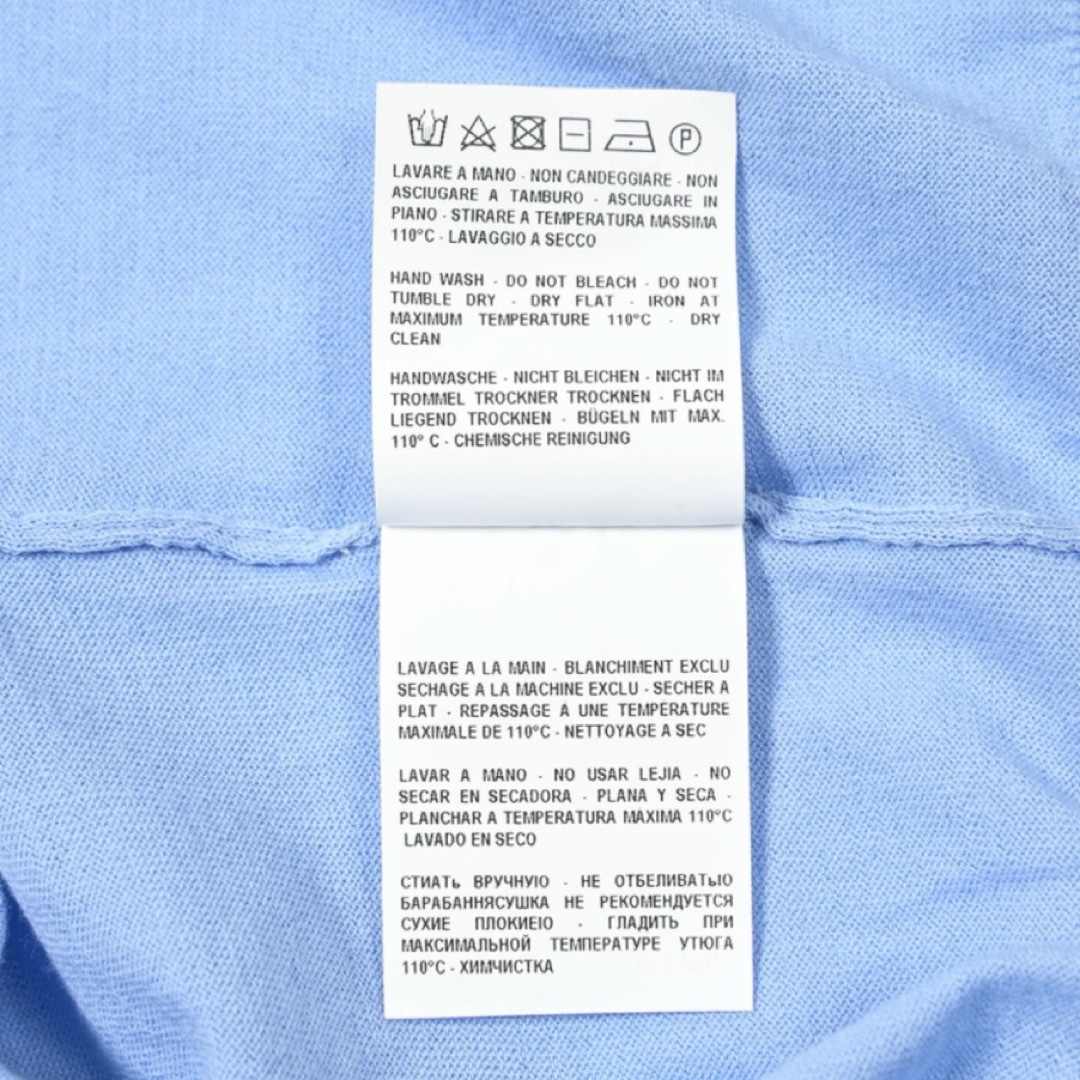 P
LAVARE A MANO - NON CANDEGGIARE - NON
ASCIUGARE A TAMBURO - ASCIUGARE IN
PIANO - STIRARE A TEMPERATURA MASSIMA
110°C - LAVAGGIO A SECCO
HAND WASH - DO NOT BLEACH - DO NOT
TUMBLE DRY - DRY FLAT - IRON AT
MAXIMUM TEMPERATURE 110°C - DRY
CLEAN
HANDWASCHE - NICHT BLEICHEN - NICHT IM
TROMMEL TROCKNER TROCKNEN - FLACH
LIEGEND TROCKNEN - BÜGELN MIT MAX.
110° C - CHEMISCHE REINIGUNG
LAVAGE A LA MAIN - BLANCHIMENT EXCLU
SECHAGE A LA MACHINE EXCLU - SECHER A
PLAT - REPASSAGE A UNE TEMPÉRATURE
MAXIMALE DE 110°C - NETTOYAGE A SEC
LAVAR A MANO - NO USAR LEJIA - NO
SECAR EN SECADORA - PLANA Y SECA -
PLANCHAR A TEMPERATURA MAXIMA 110°C
LAVADO EN SECO
СТИАТЬ ВРУЧНУЮ - НЕ ОТБЕЛИВАТЬЮ
БАРАБАННЯСУШКА НЕ РЕКОМЕНДУЕТСЯ
СУХИЕ ПЛОКИЕЮ - ГЛАДИТЬ ПРИ
МАКСИМАЛЬНОЙ ТЕМПЕРАТУРЕ УТЮГА
110°C - ХИМЧИСТКА